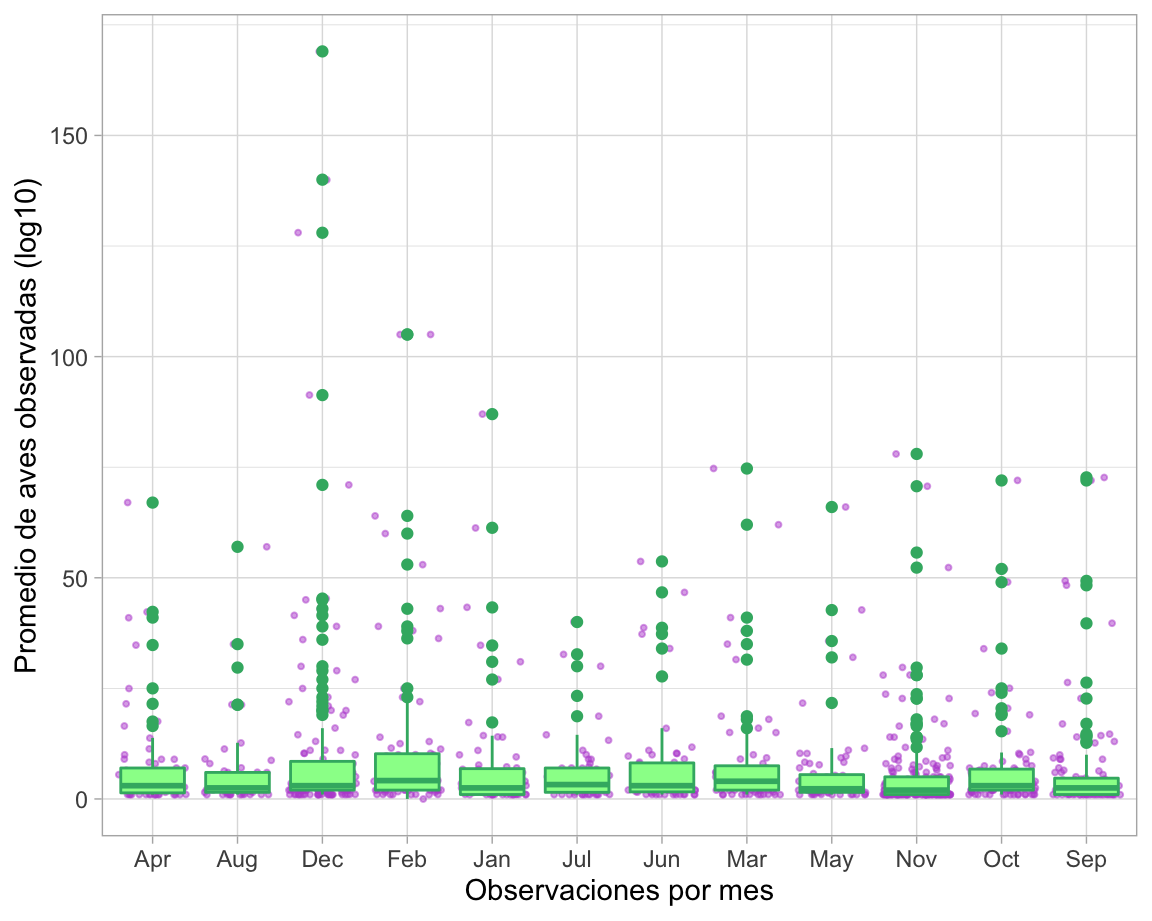 Promedio de aves observadas (log10)
150
100
50
0
Apr Aug Dec Feb Jan Jul Jun Mar May Nov Oct Sep
Observaciones por mes